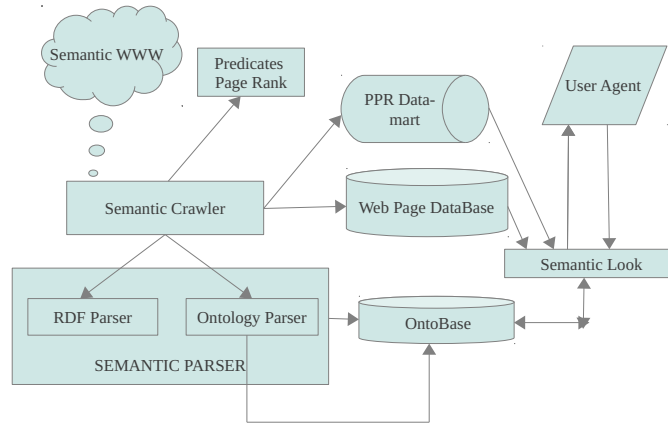 Semantic WWW
Predicates
Page Rank
PPR Data-
mart
User Agent
Semantic Crawler
Web Page DataBase
Semantic Look
RDF Parser
Ontology Parser
OntoBase
SEMANTIC PARSER